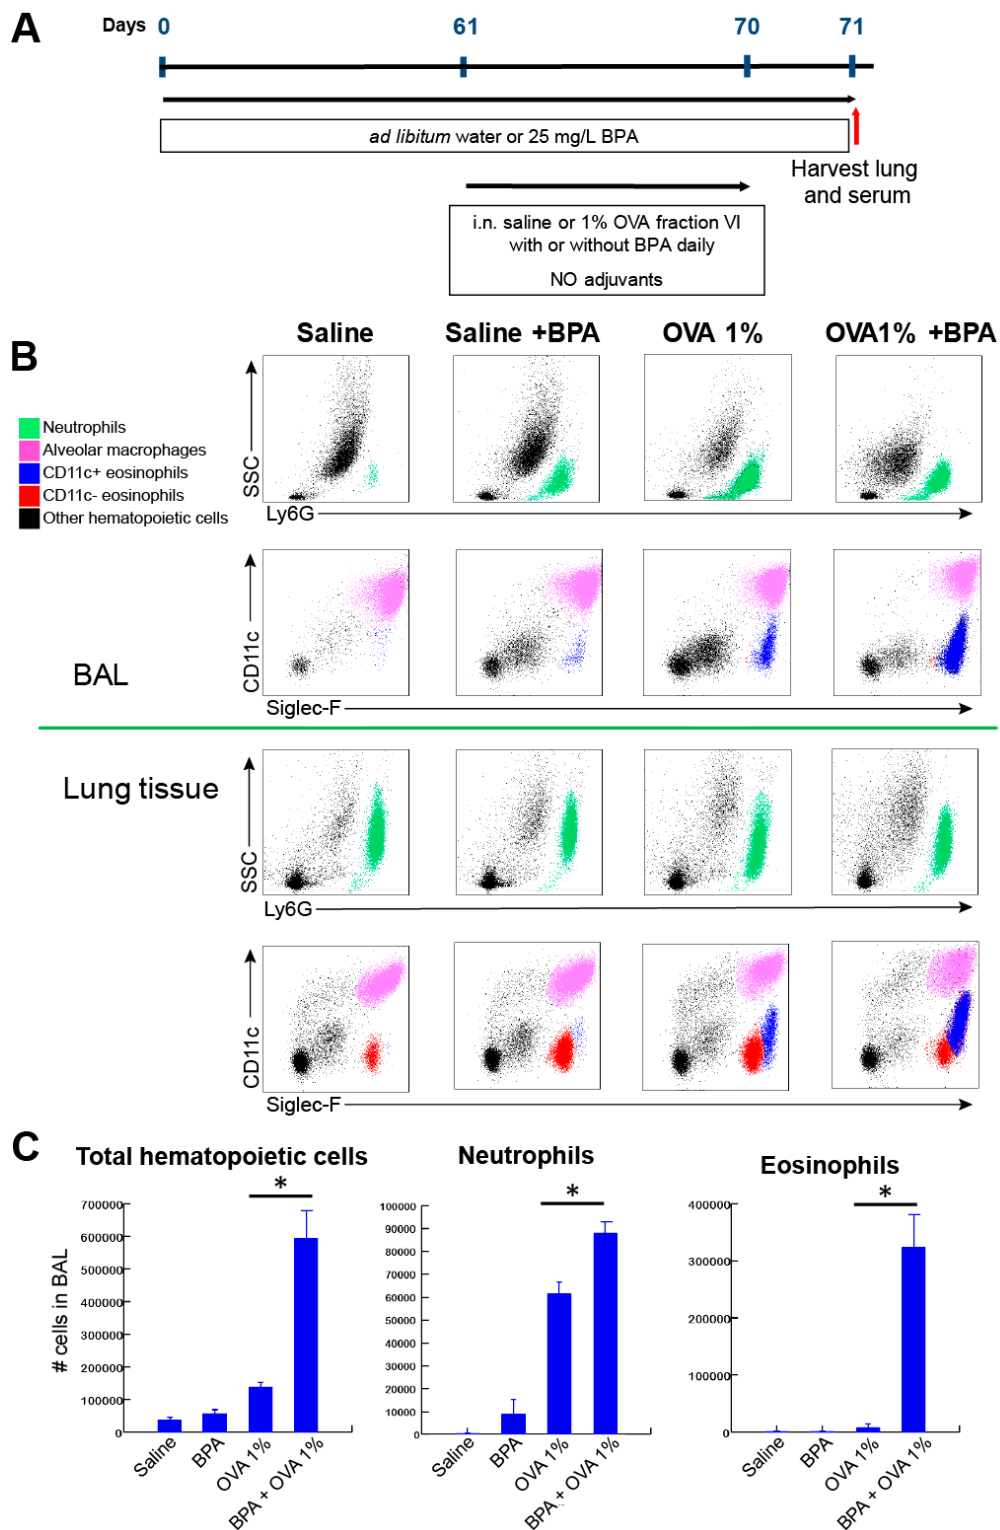 A
Days 0 61 70 71
ad libitum water or 25 mg/L BPA
Harvest lung
and serum
i.n. saline or 1% OVA fraction VI
with or without BPA daily
NO adjuvants
B
Saline Saline +BPA OVA 1% OVA1% +BPA
Neutrophils
Alveolar macrophages
CD11c+ eosinophils
CD11c- eosinophils
Other hematopoietic cells
SSC
Ly6G
CD11c
BAL
Siglec-F
Lung tissue
SSC
Ly6G
CD11c
Siglec-F
C
Total hematopoietic cells
*
# cells in BAL
700000
600000
500000
400000
300000
200000
100000
0
Saline BPA OVA 1% BPA + OVA 1%
Neutrophils
*
100000
90000
80000
70000
60000
50000
40000
30000
20000
10000
0
Saline BPA OVA 1% BPA + OVA 1%
Eosinophils
*
400000
300000
200000
100000
0
Saline BPA OVA 1% BPA + OVA 1%